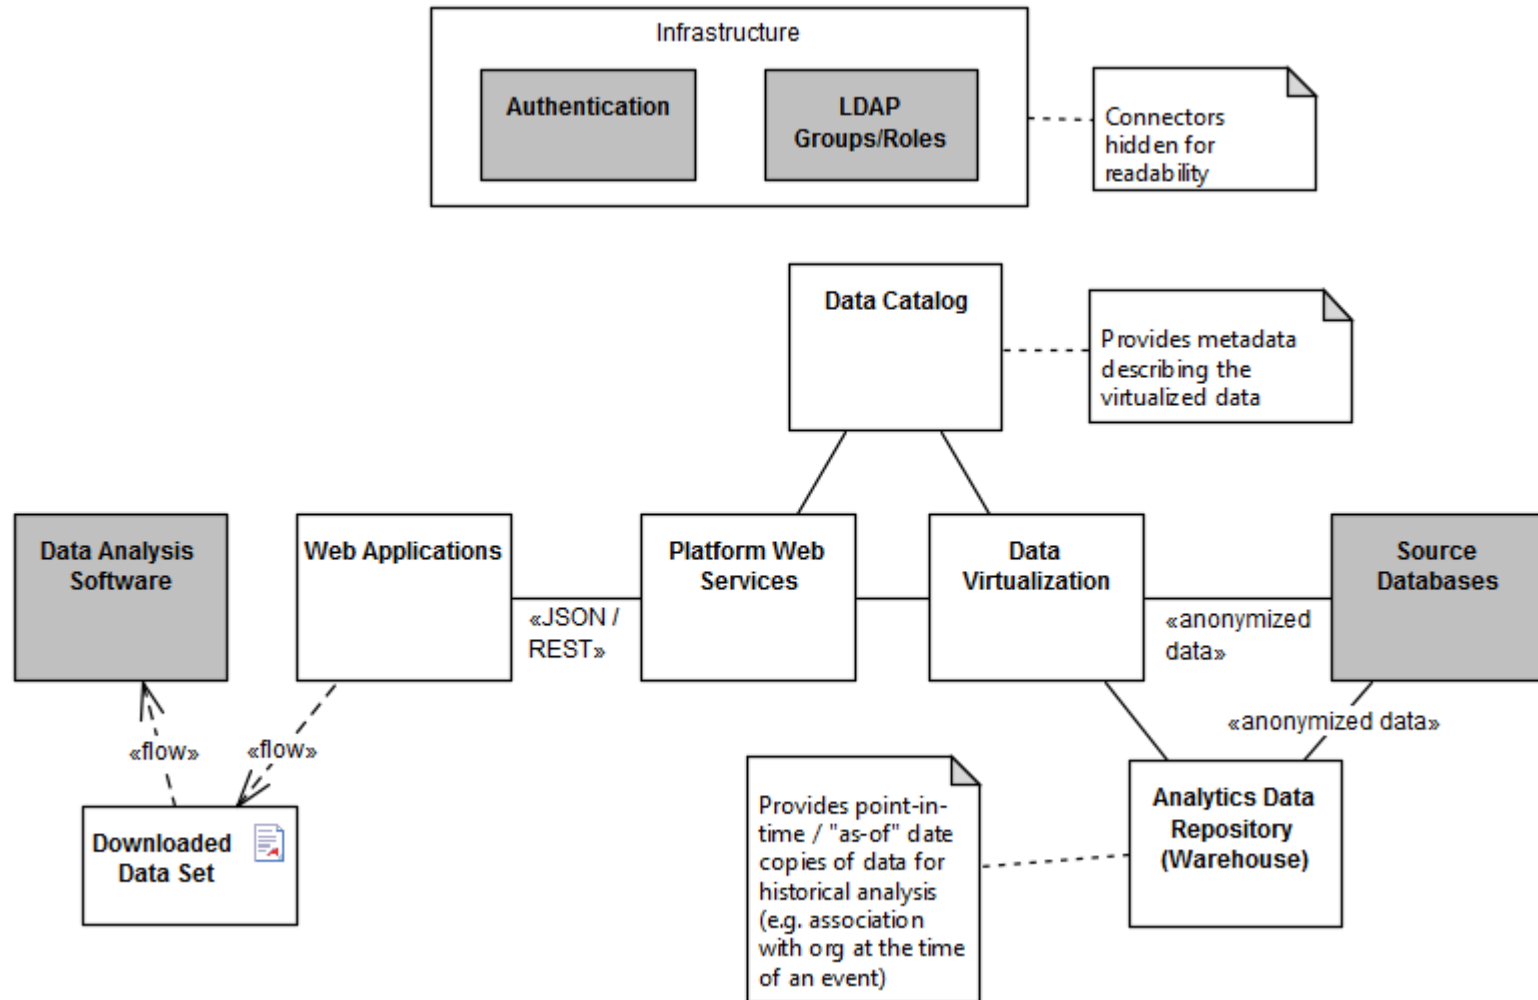 Infrastructure
Authentication
LDAP
Groups/Roles
Connectors
hidden for
readability
Data Catalog
Provides metadata
describing the
virtualized data
Data Analysis
Software
Web Applications
«JSON /
REST»
Platform Web
Services
Data
Virtualization
«anonymized
data»
Source
Databases
«flow»
«flow»
«anonymized data»
Downloaded
Data Set
Provides point-in-
time / "as-of" date
copies of data for
historical analysis
(e.g. association
with org at the time
of an event)
Analytics Data
Repository
(Warehouse)